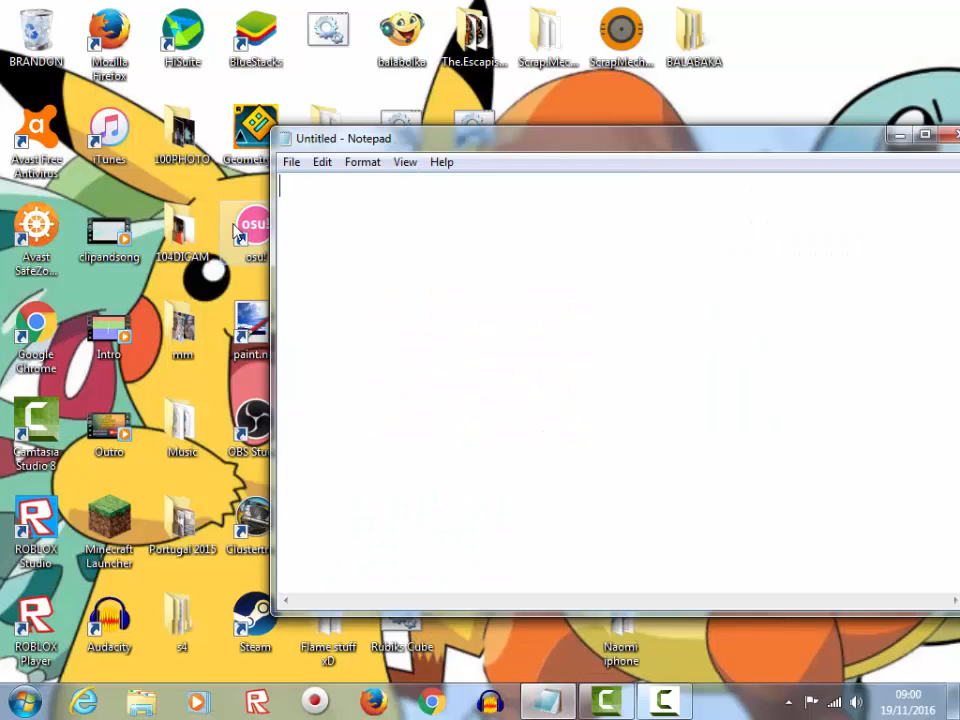 BRANDON
Mozilla
Firefox
HiSuite
BlueStacks
balabolka
The.Escapis...
Scrap.Mec...
ScrapMech...
BALABAKA
Avast Free
Antivirus
iTunes
100PHOTO
Geometr
Untitled - Notepad
File Edit Format View Help
Avast
SafeZo...
clipandsong
104DICAM
osu!
osu!
Google
Chrome
Intro
mm
paint.n
Camtasia
Studio 8
Outro
Music
OBS Stu
ROBLOX
Studio
Minecraft
Launcher
Portugal 2015
Clustertr
ROBLOX
Player
Audacity
s4
Steam
Flame stuff
xD
Rubiks Cube
Naomi
iphone
09:00
19/11/2016